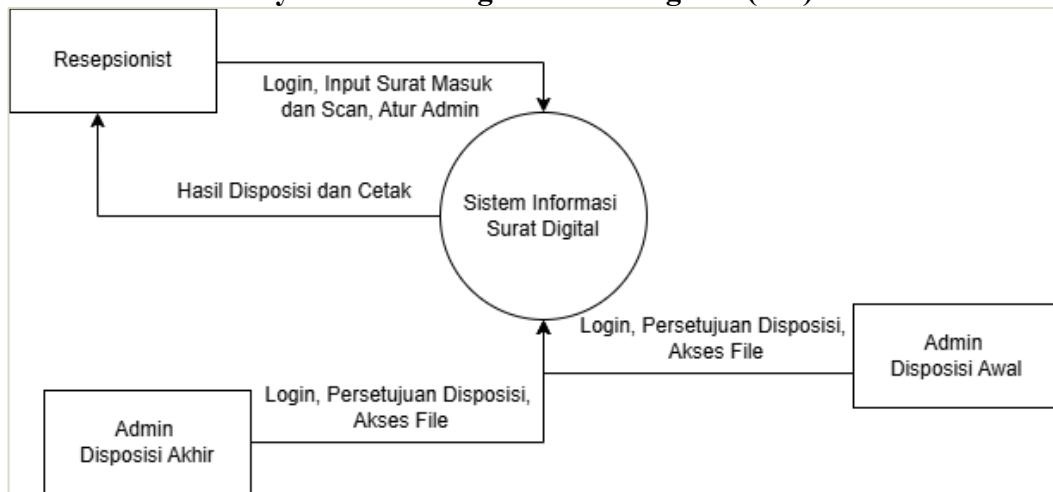 Resepsionist
Login, Input Surat Masuk
dan Scan, Atur Admin
Hasil Disposisi dan Cetak
Sistem Informasi
Surat Digital
Login, Persetujuan Disposisi,
Akses File
Admin
Disposisi Awal
Login, Persetujuan Disposisi,
Akses File
Admin
Disposisi Akhir